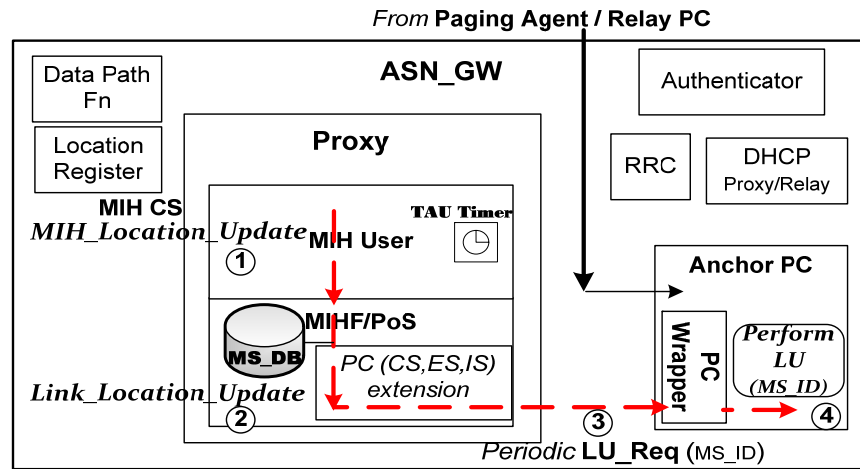 From Paging Agent / Relay PC
ASN_GW
Data Path
Fn
Location
Register
Authenticator
RRC
DHCP
Proxy/Relay
Proxy
MIH CS
MIH_Location_Update
TAU Timer
MIH User
1
MIHF/PoS
MS_DB
PC (CS,ES,IS)
extension
Link_Location_Update
2
3
Periodic LU_Req (MS_ID)
Anchor PC
PC
Wrapper
Perform
LU
(MS_ID)
4